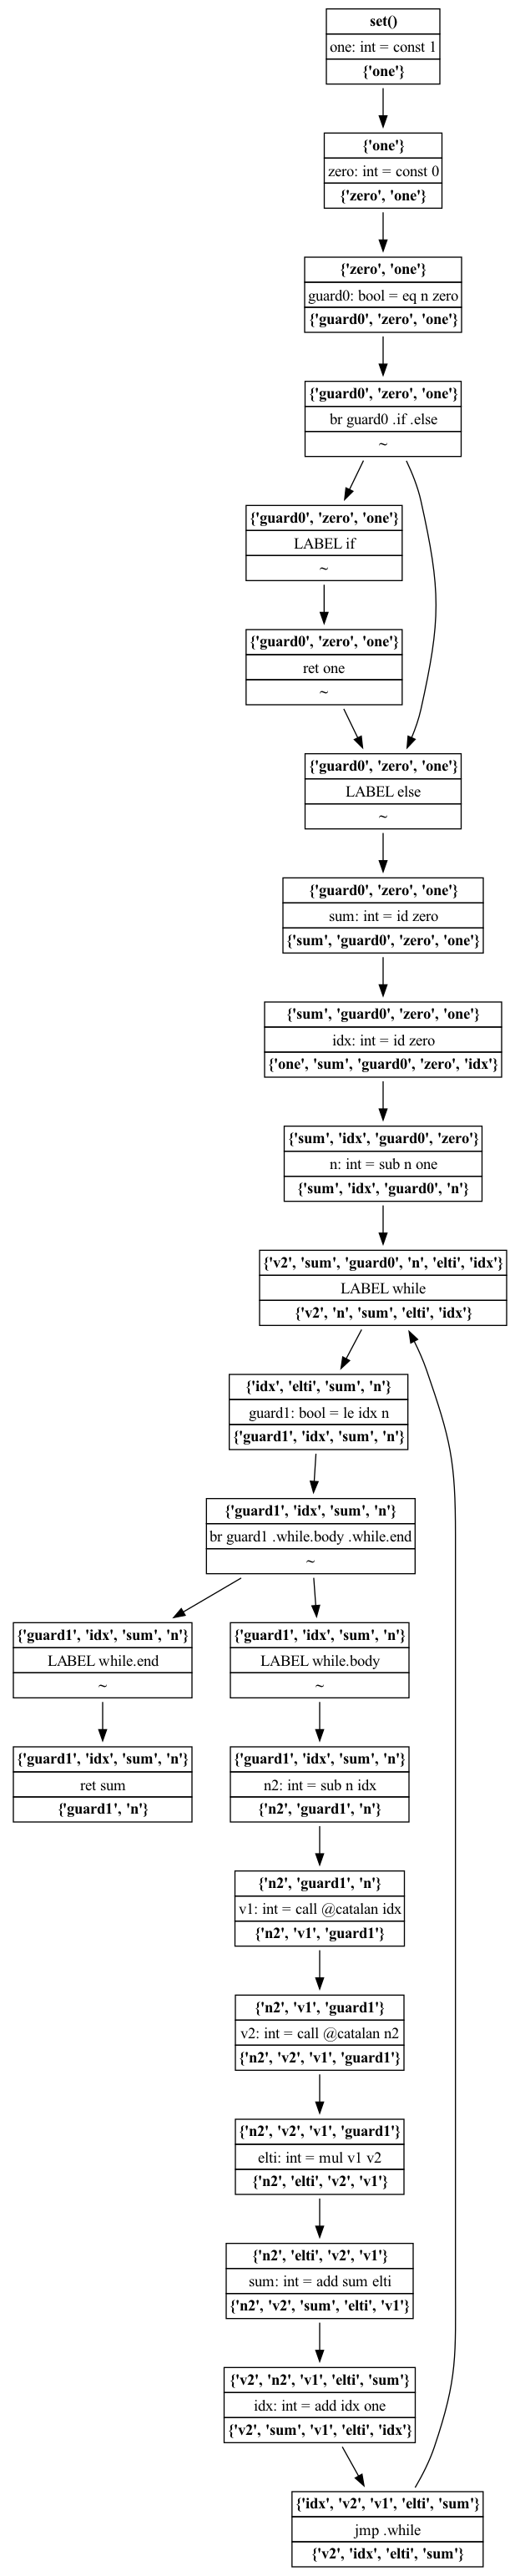 set()
one: int = const 1
{'one'}
{'one'}
zero: int = const 0
{'zero', 'one'}
{'zero', 'one'}
guard0: bool = eq n zero
{'guard0', 'zero', 'one'}
{'guard0', 'zero', 'one'}
br guard0 .if .else
~
{'guard0', 'zero', 'one'}
LABEL if
~
{'guard0', 'zero', 'one'}
ret one
~
{'guard0', 'zero', 'one'}
LABEL else
~
{'guard0', 'zero', 'one'}
sum: int = id zero
{'sum', 'guard0', 'zero', 'one'}
{'sum', 'guard0', 'zero', 'one'}
idx: int = id zero
{'one', 'sum', 'guard0', 'zero', 'idx'}
{'sum', 'idx', 'guard0', 'zero'}
n: int = sub n one
{'sum', 'idx', 'guard0', 'n'}
{'v2', 'sum', 'guard0', 'n', 'elti', 'idx'}
LABEL while
{'v2', 'n', 'sum', 'elti', 'idx'}
{'idx', 'elti', 'sum', 'n'}
guard1: bool = le idx n
{'guard1', 'idx', 'sum', 'n'}
{'guard1', 'idx', 'sum', 'n'}
br guard1 .while.body .while.end
~
{'guard1', 'idx', 'sum', 'n'}
LABEL while.end
~
{'guard1', 'idx', 'sum', 'n'}
LABEL while.body
~
{'guard1', 'idx', 'sum', 'n'}
ret sum
{'guard1', 'n'}
{'guard1', 'idx', 'sum', 'n'}
n2: int = sub n idx
{'n2', 'guard1', 'n'}
{'n2', 'guard1', 'n'}
v1: int = call @catalan idx
{'n2', 'v1', 'guard1'}
{'n2', 'v1', 'guard1'}
v2: int = call @catalan n2
{'n2', 'v2', 'v1', 'guard1'}
{'n2', 'v2', 'v1', 'guard1'}
elti: int = mul v1 v2
{'n2', 'elti', 'v2', 'v1'}
{'n2', 'elti', 'v2', 'v1'}
sum: int = add sum elti
{'n2', 'v2', 'sum', 'elti', 'v1'}
{'v2', 'n2', 'v1', 'elti', 'sum'}
idx: int = add idx one
{'v2', 'sum', 'v1', 'elti', 'idx'}
{'idx', 'v2', 'v1', 'elti', 'sum'}
jmp .while
{'v2', 'idx', 'elti', 'sum'}